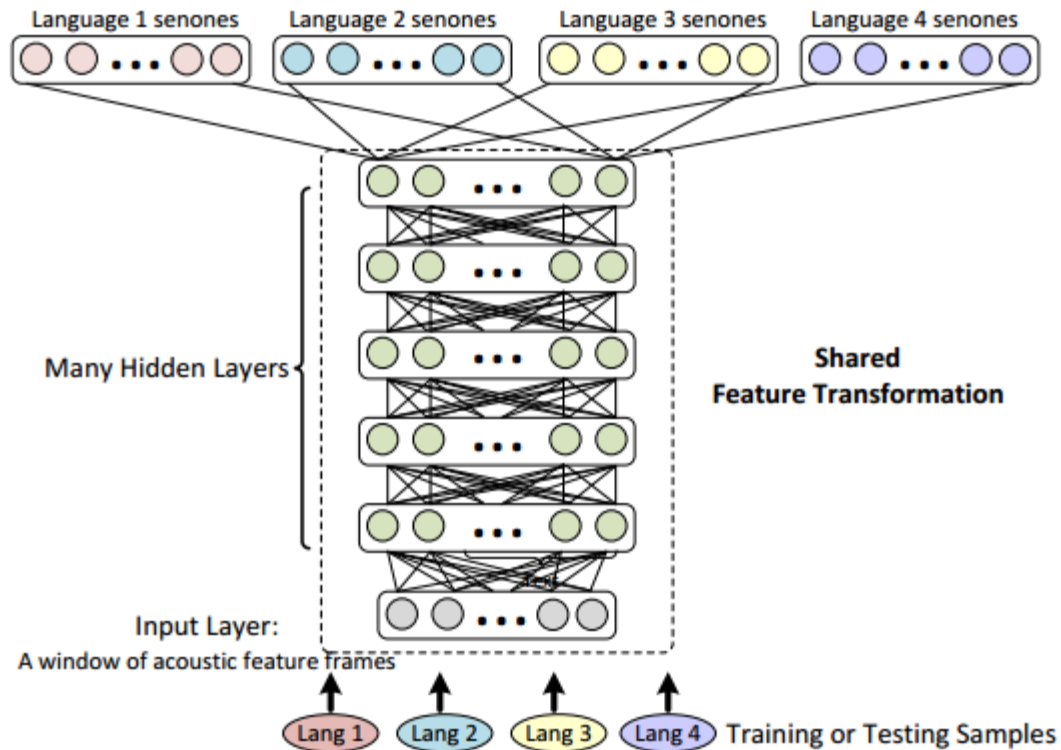 Language 1 senones
Language 2 senones
Language 3 senones
Language 4 senones
Many Hidden Layers
Shared
Feature Transformation
Input Layer:
A window of acoustic feature frames
Lang 1
Lang 2
Lang 3
Lang 4
Training or Testing Samples